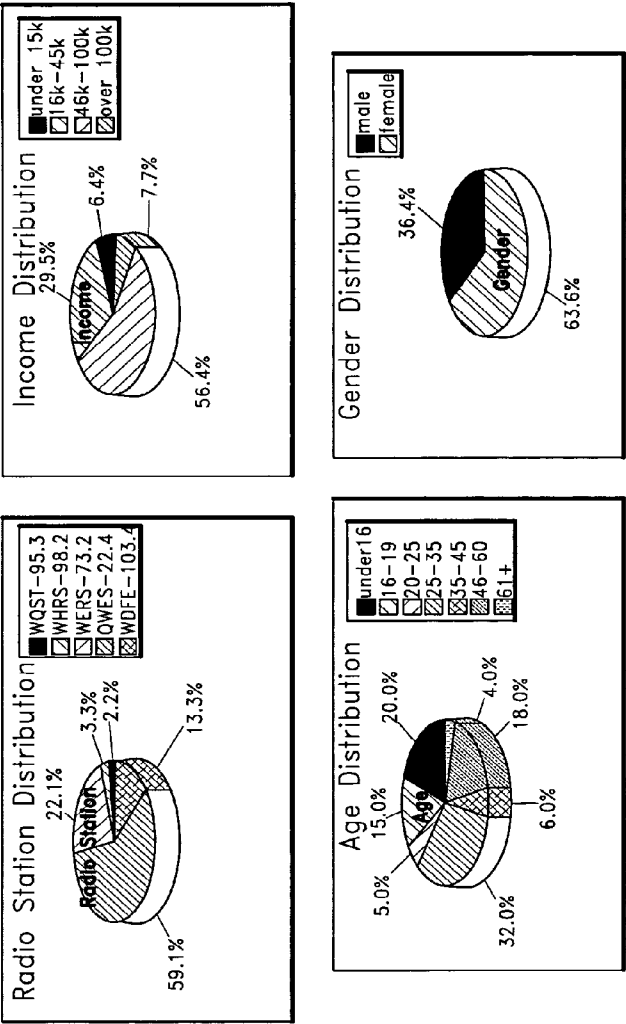 Radio Station Distribution
WQST-95.3
WHRS-98.2
WERS-73.2
QWES-22.4
WDFE-103.4
22.1%
3.3%
2.2%
13.3%
59.1%
Radio Station
Income Distribution
under 15k
16k-45k
46k-100k
over 100k
29.5%
6.4%
7.7%
56.4%
Income
Age Distribution
under16
16-19
20-25
25-35
35-45
46-60
61+
20.0%
15.0%
5.0%
4.0%
18.0%
6.0%
32.0%
Age
Gender Distribution
male
female
36.4%
63.6%
Gender